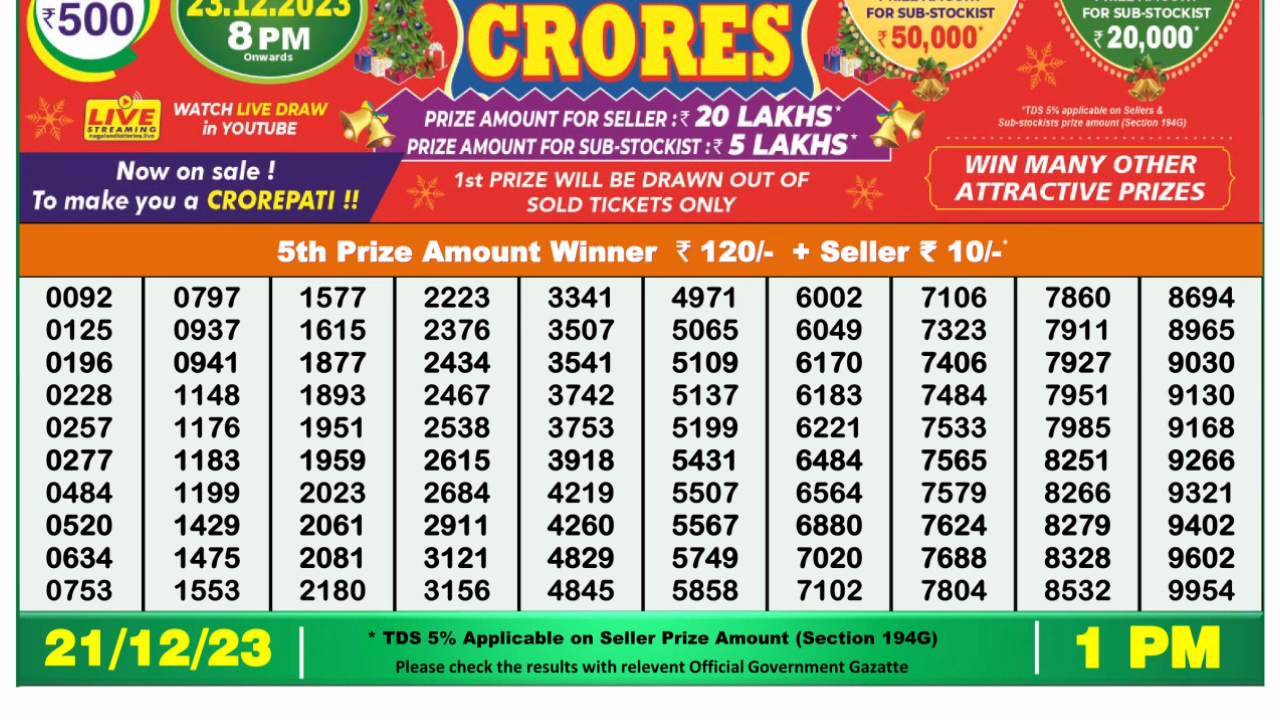 ₹500
23.12.2023
8 PM
Onwards
CRORES
FOR SUB-STOCKIST
₹ 50,000*
FOR SUB-STOCKIST
₹ 20,000*
LIVE
STREAMING
nagalandlotteries.live
WATCH LIVE DRAW
in YOUTUBE
PRIZE AMOUNT FOR SELLER :₹ 20 LAKHS*
PRIZE AMOUNT FOR SUB-STOCKIST :₹ 5 LAKHS*
*TDS 5% applicable on Sellers &
Sub-stockists prize amount (Section 194G)
Now on sale !
To make you a CROREPATI !!
1st PRIZE WILL BE DRAWN OUT OF
SOLD TICKETS ONLY
WIN MANY OTHER
ATTRACTIVE PRIZES
5th Prize Amount Winner ₹ 120/- + Seller ₹ 10/-*
0092 0797 1577 2223 3341 4971 6002 7106 7860 8694
0125 0937 1615 2376 3507 5065 6049 7323 7911 8965
0196 0941 1877 2434 3541 5109 6170 7406 7927 9030
0228 1148 1893 2467 3742 5137 6183 7484 7951 9130
0257 1176 1951 2538 3753 5199 6221 7533 7985 9168
0277 1183 1959 2615 3918 5431 6484 7565 8251 9266
0484 1199 2023 2684 4219 5507 6564 7579 8266 9321
0520 1429 2061 2911 4260 5567 6880 7624 8279 9402
0634 1475 2081 3121 4829 5749 7020 7688 8328 9602
0753 1553 2180 3156 4845 5858 7102 7804 8532 9954
21/12/23
* TDS 5% Applicable on Seller Prize Amount (Section 194G)
Please check the results with relevent Official Government Gazatte
1 PM